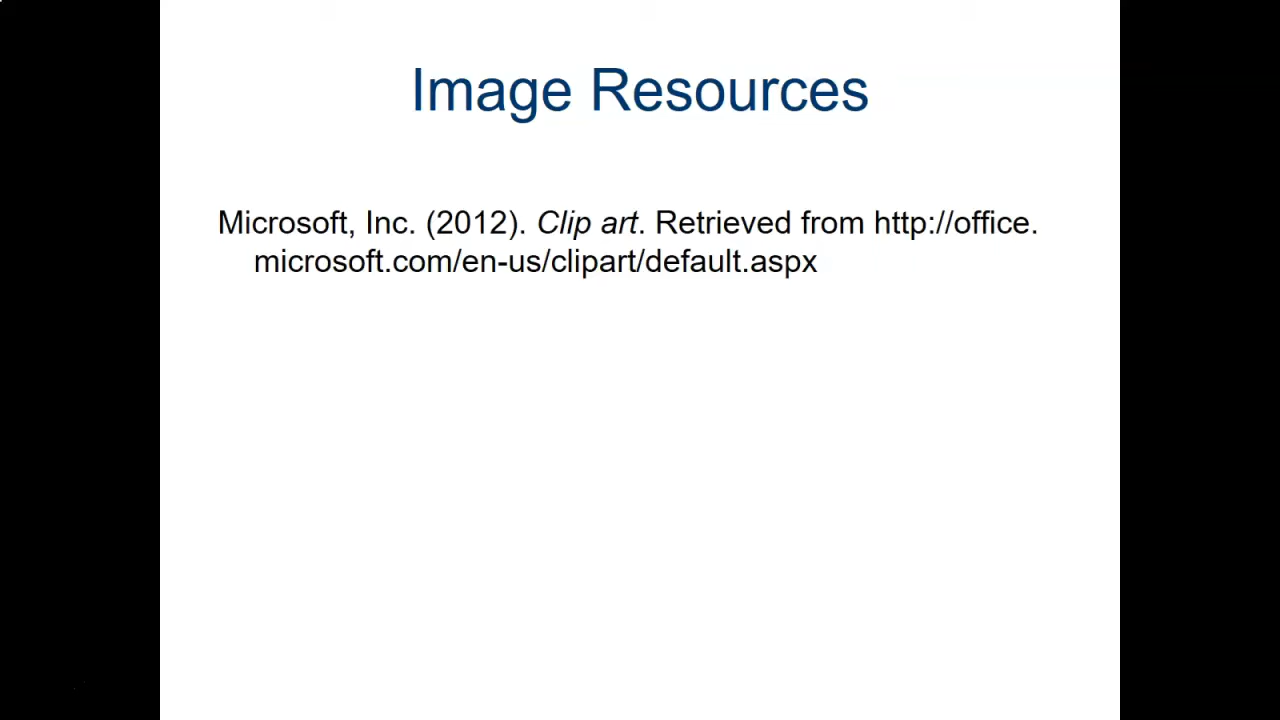 Image Resources
Microsoft, Inc. (2012). Clip art. Retrieved from http://office.
microsoft.com/en-us/clipart/default.aspx